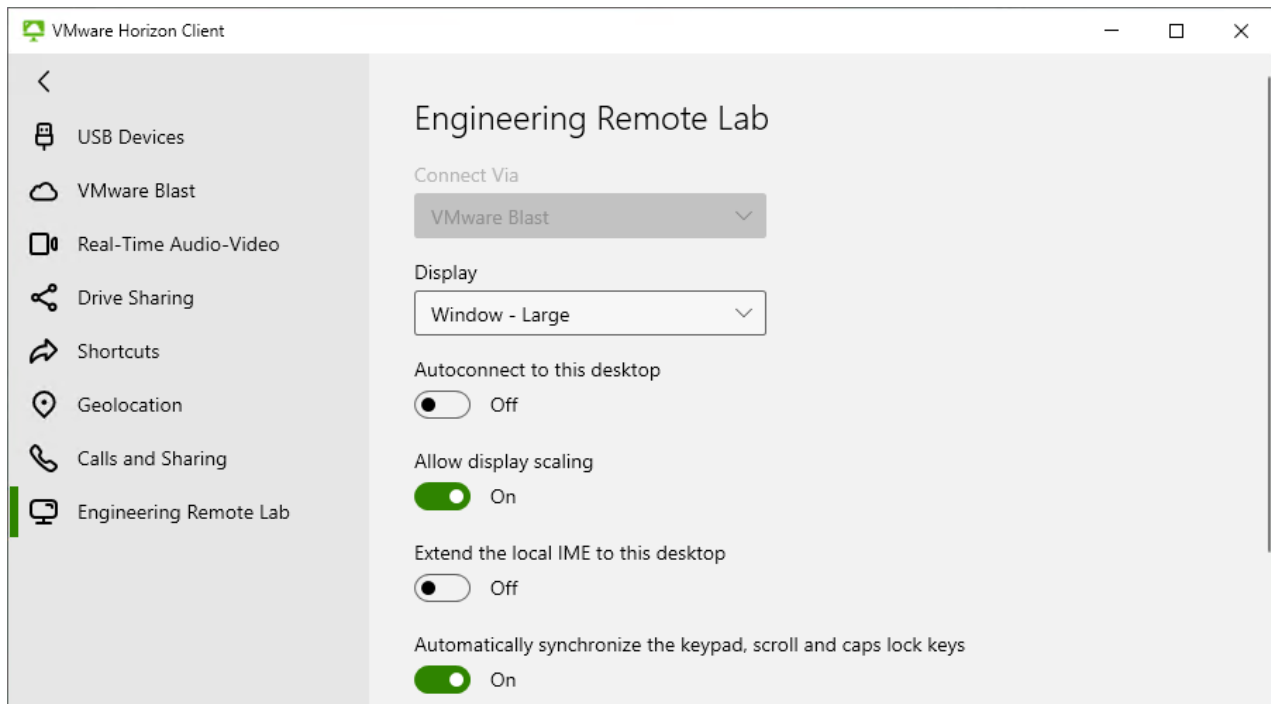 VMware Horizon Client
USB Devices
VMware Blast
Real-Time Audio-Video
Drive Sharing
Shortcuts
Geolocation
Calls and Sharing
Engineering Remote Lab
Engineering Remote Lab
Connect Via
VMware Blast
Display
Window - Large
Autoconnect to this desktop
Off
Allow display scaling
On
Extend the local IME to this desktop
Off
Automatically synchronize the keypad, scroll and caps lock keys
On